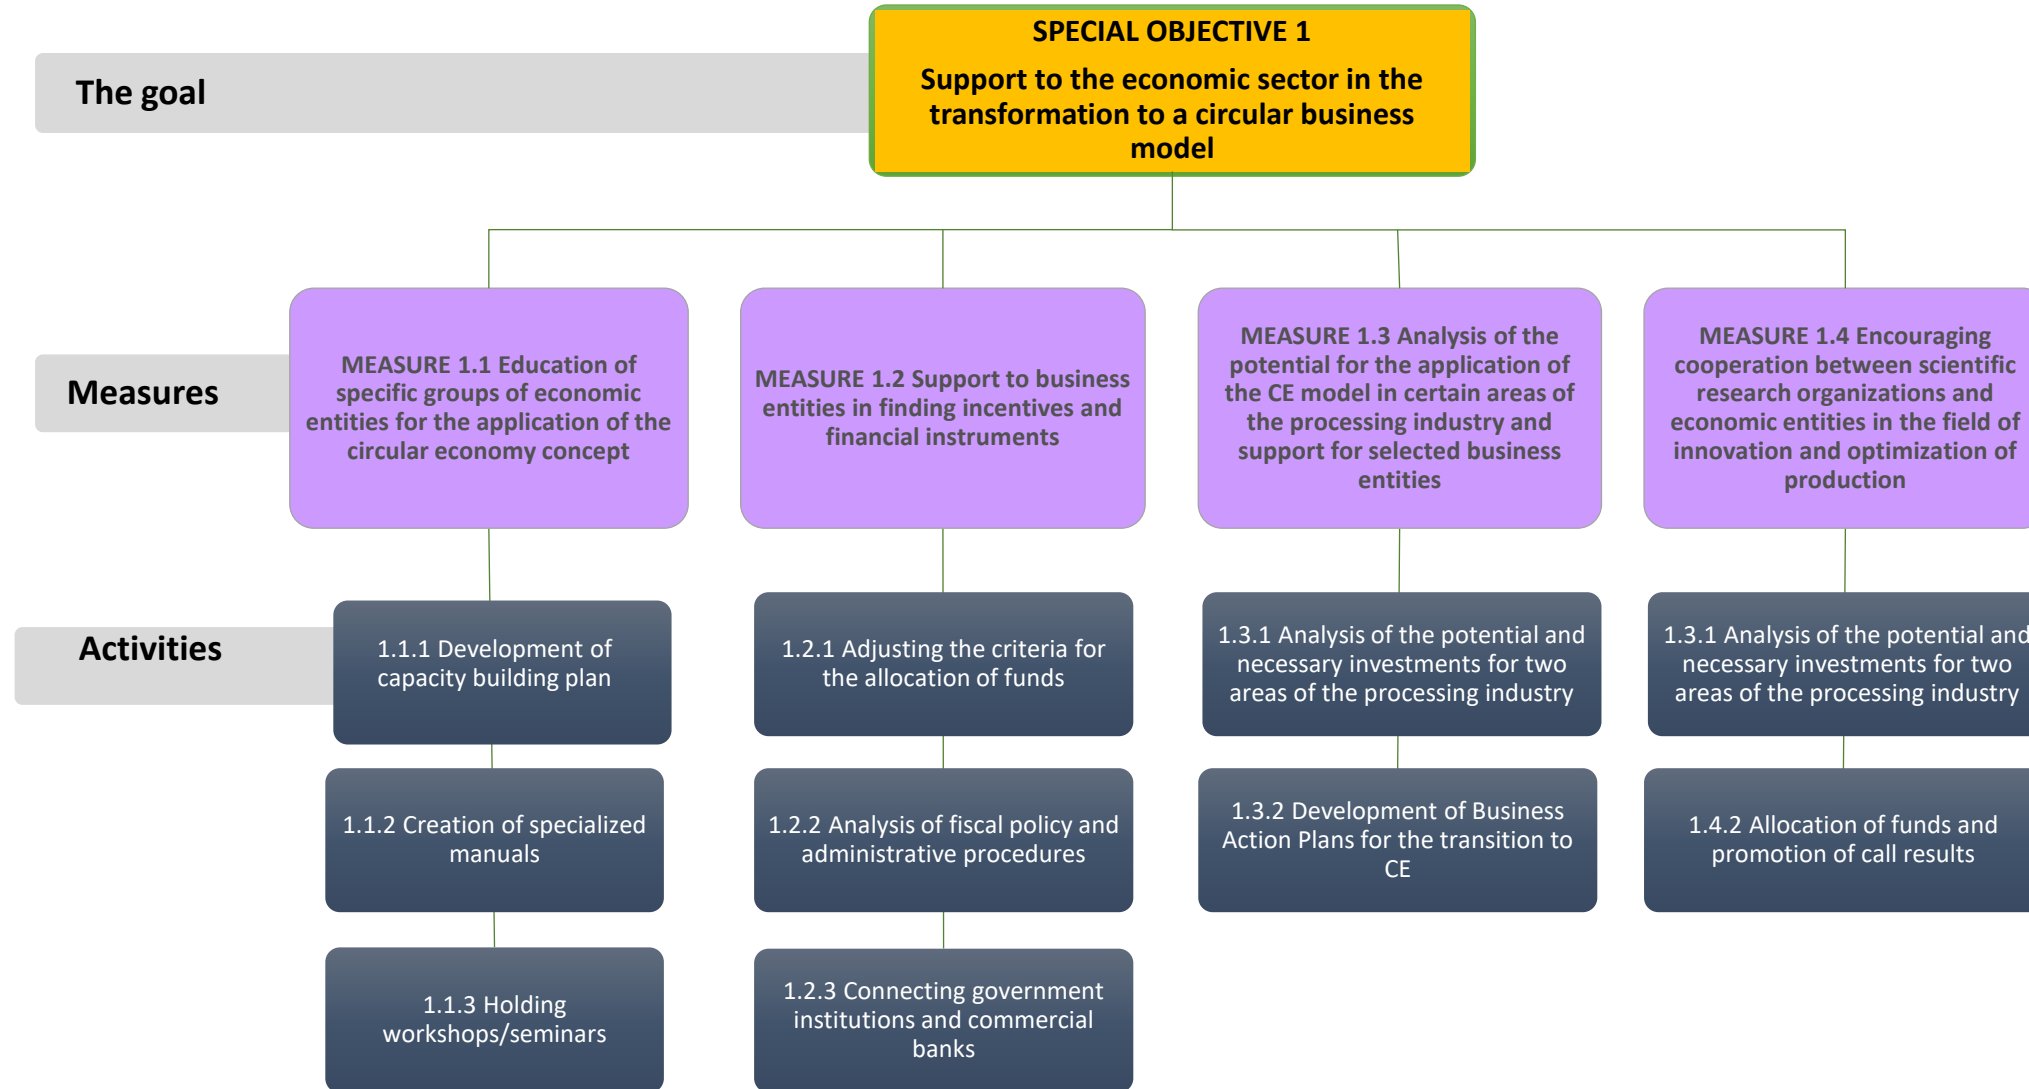 SPECIAL OBJECTIVE 1
Support to the economic sector in the
transformation to a circular business
model
The goal
Measures
MEASURE 1.1 Education of
specific groups of economic
entities for the application of the
circular economy concept
MEASURE 1.2 Support to business
entities in finding incentives and
financial instruments
MEASURE 1.3 Analysis of the
potential for the application of
the CE model in certain areas of
the processing industry and
support for selected business
entities
MEASURE 1.4 Encouraging
cooperation between scientific
research organizations and
economic entities in the field of
innovation and optimization of
production
Activities
1.1.1 Development of
capacity building plan
1.2.1 Adjusting the criteria for
the allocation of funds
1.3.1 Analysis of the potential and
necessary investments for two
areas of the processing industry
1.3.1 Analysis of the potential and
necessary investments for two
areas of the processing industry
1.1.2 Creation of specialized
manuals
1.2.2 Analysis of fiscal policy and
administrative procedures
1.3.2 Development of Business
Action Plans for the transition to
CE
1.4.2 Allocation of funds and
promotion of call results
1.1.3 Holding
workshops/seminars
1.2.3 Connecting government
institutions and commercial
banks